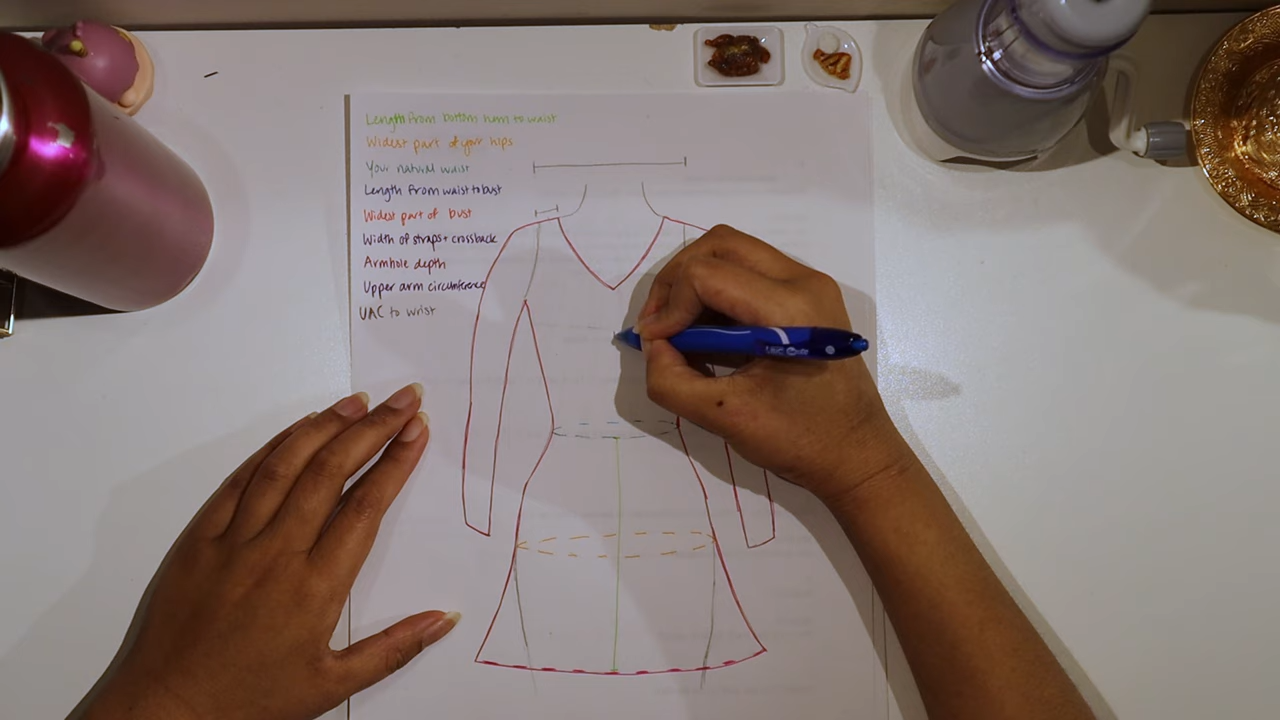 Length from bottom hem to waist
Widest part of your hips
Your natural waist
Length from waist to bust
Widest part of bust
Width of straps + crossback
Armhole depth
Upper arm circumference
UAC to wrist
BIC